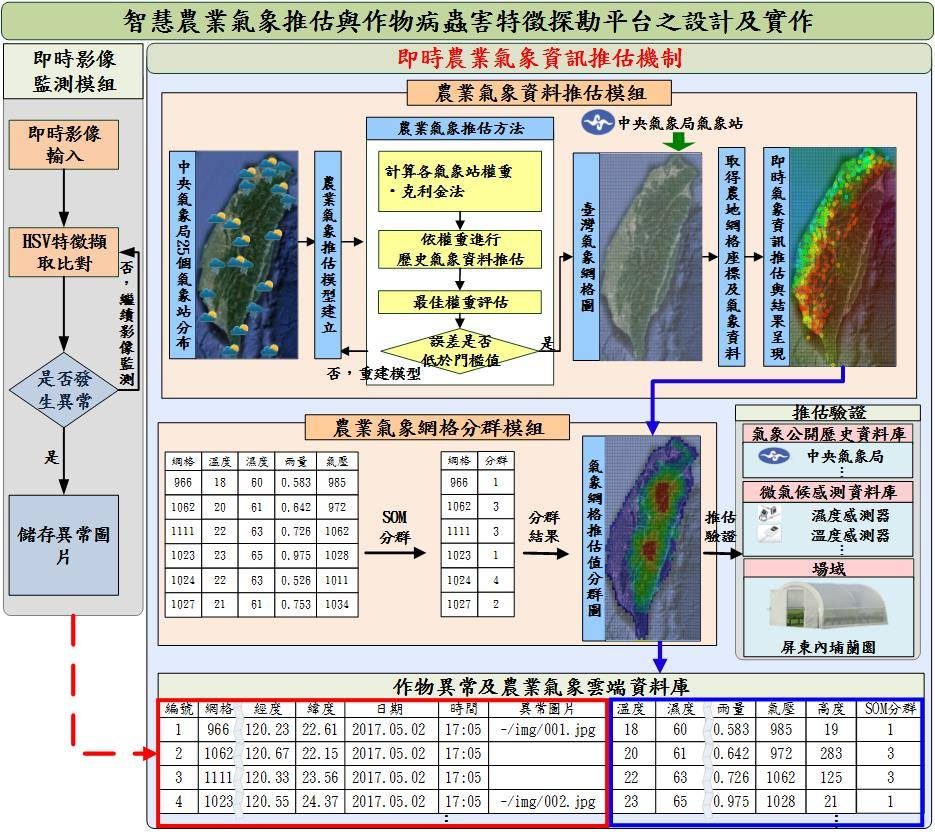 智慧農業氣象推估與作物病蟲害特徵探勘平台之設計及實作
即時影像
監測模組
即時影像
輸入
HSV特徵擷
取比對
否，繼續影像監測
是否發
生異常
是
儲存異常圖
片
即時農業氣象資訊推估機制
農業氣象資料推估模組
中央氣象局25個氣象站分布
農業氣象推估模型建立
農業氣象推估方法
計算各氣象站權重
・克利金法
依權重進行
歷史氣象資料推估
最佳權重評估
誤差是否
低於門檻值
是
否，重建模型
中央氣象局氣象站
臺灣氣象網格圖
取得農地網格座標及氣象資料
即時氣象資訊推估與結果呈現
農業氣象網格分群模組
網格 溫度 濕度 雨量 氣壓
966 18 60 0.583 985
1062 20 61 0.642 972
1111 22 63 0.726 1062
1023 23 65 0.975 1028
1024 22 63 0.526 1011
1027 21 61 0.753 1034
SOM
分群
網格 分群
966 1
1062 3
1111 3
1023 1
1024 4
1027 2
分群
結果
氣象網格推估值分群圖
推估
驗證
推估驗證
氣象公開歷史資料庫
中央氣象局
⋮
微氣候感測資料庫
濕度感測器
溫度感測器
⋮
場域
屏東內埔蘭園
作物異常及農業氣象雲端資料庫
編號 網格 經度 緯度 日期 時間 異常圖片 溫度 濕度 雨量 氣壓 高度 SOM分群
1 966 120.23 22.61 2017.05.02 17:05 ~/img/001.jpg 18 60 0.583 985 19 1
2 1062 120.67 22.15 2017.05.02 17:05 20 61 0.642 972 283 3
3 1111 120.33 23.56 2017.05.02 17:05 22 63 0.726 1062 125 3
4 1023 120.55 24.37 2017.05.02 17:05 ~/img/002.jpg 23 65 0.975 1028 21 1
⋮ ⋮